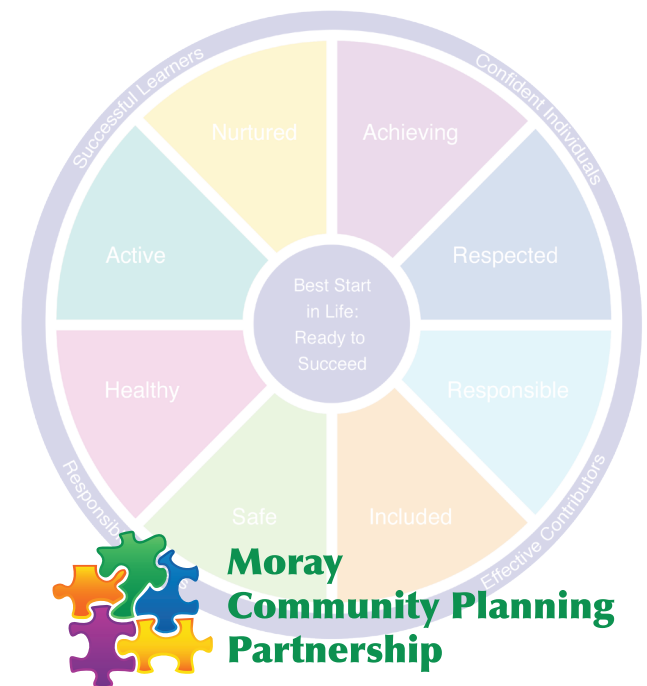 Successful Learners
Confident Individuals
Nurtured
Achieving
Active
Respected
Best Start
in Life:
Ready to
Succeed
Healthy
Responsible
Safe
Included
Effective Contributors
Moray
Community Planning
Partnership